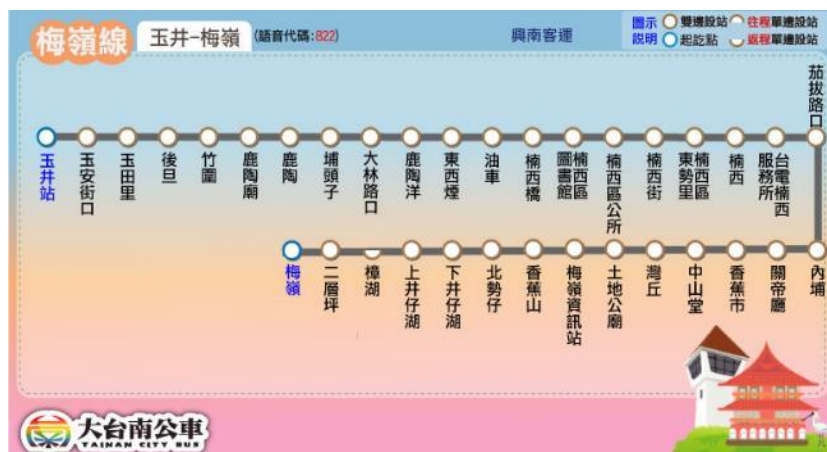 梅嶺線
玉井-梅嶺
(語音代碼:822)
興南客運
圖示 雙邊設站 往程單邊設站
說明 起訖點 返程單邊設站
玉井站
玉安街口
玉田里
後旦
竹圍
鹿陶廟
鹿陶
埔頭子
大林路口
鹿陶洋
東西煙
油車
楠西橋
楠西區圖書館
楠西區公所
楠西街
楠西區東勢里
楠西
台電楠西服務所
茄拔路口
內埔
關帝廳
香蕉市
中山堂
灣丘
土地公廟
梅嶺資訊站
香蕉山
北勢仔
下井仔湖
上井仔湖
樟湖
二層坪
梅嶺
大台南公車
TAINAN CITY BUS